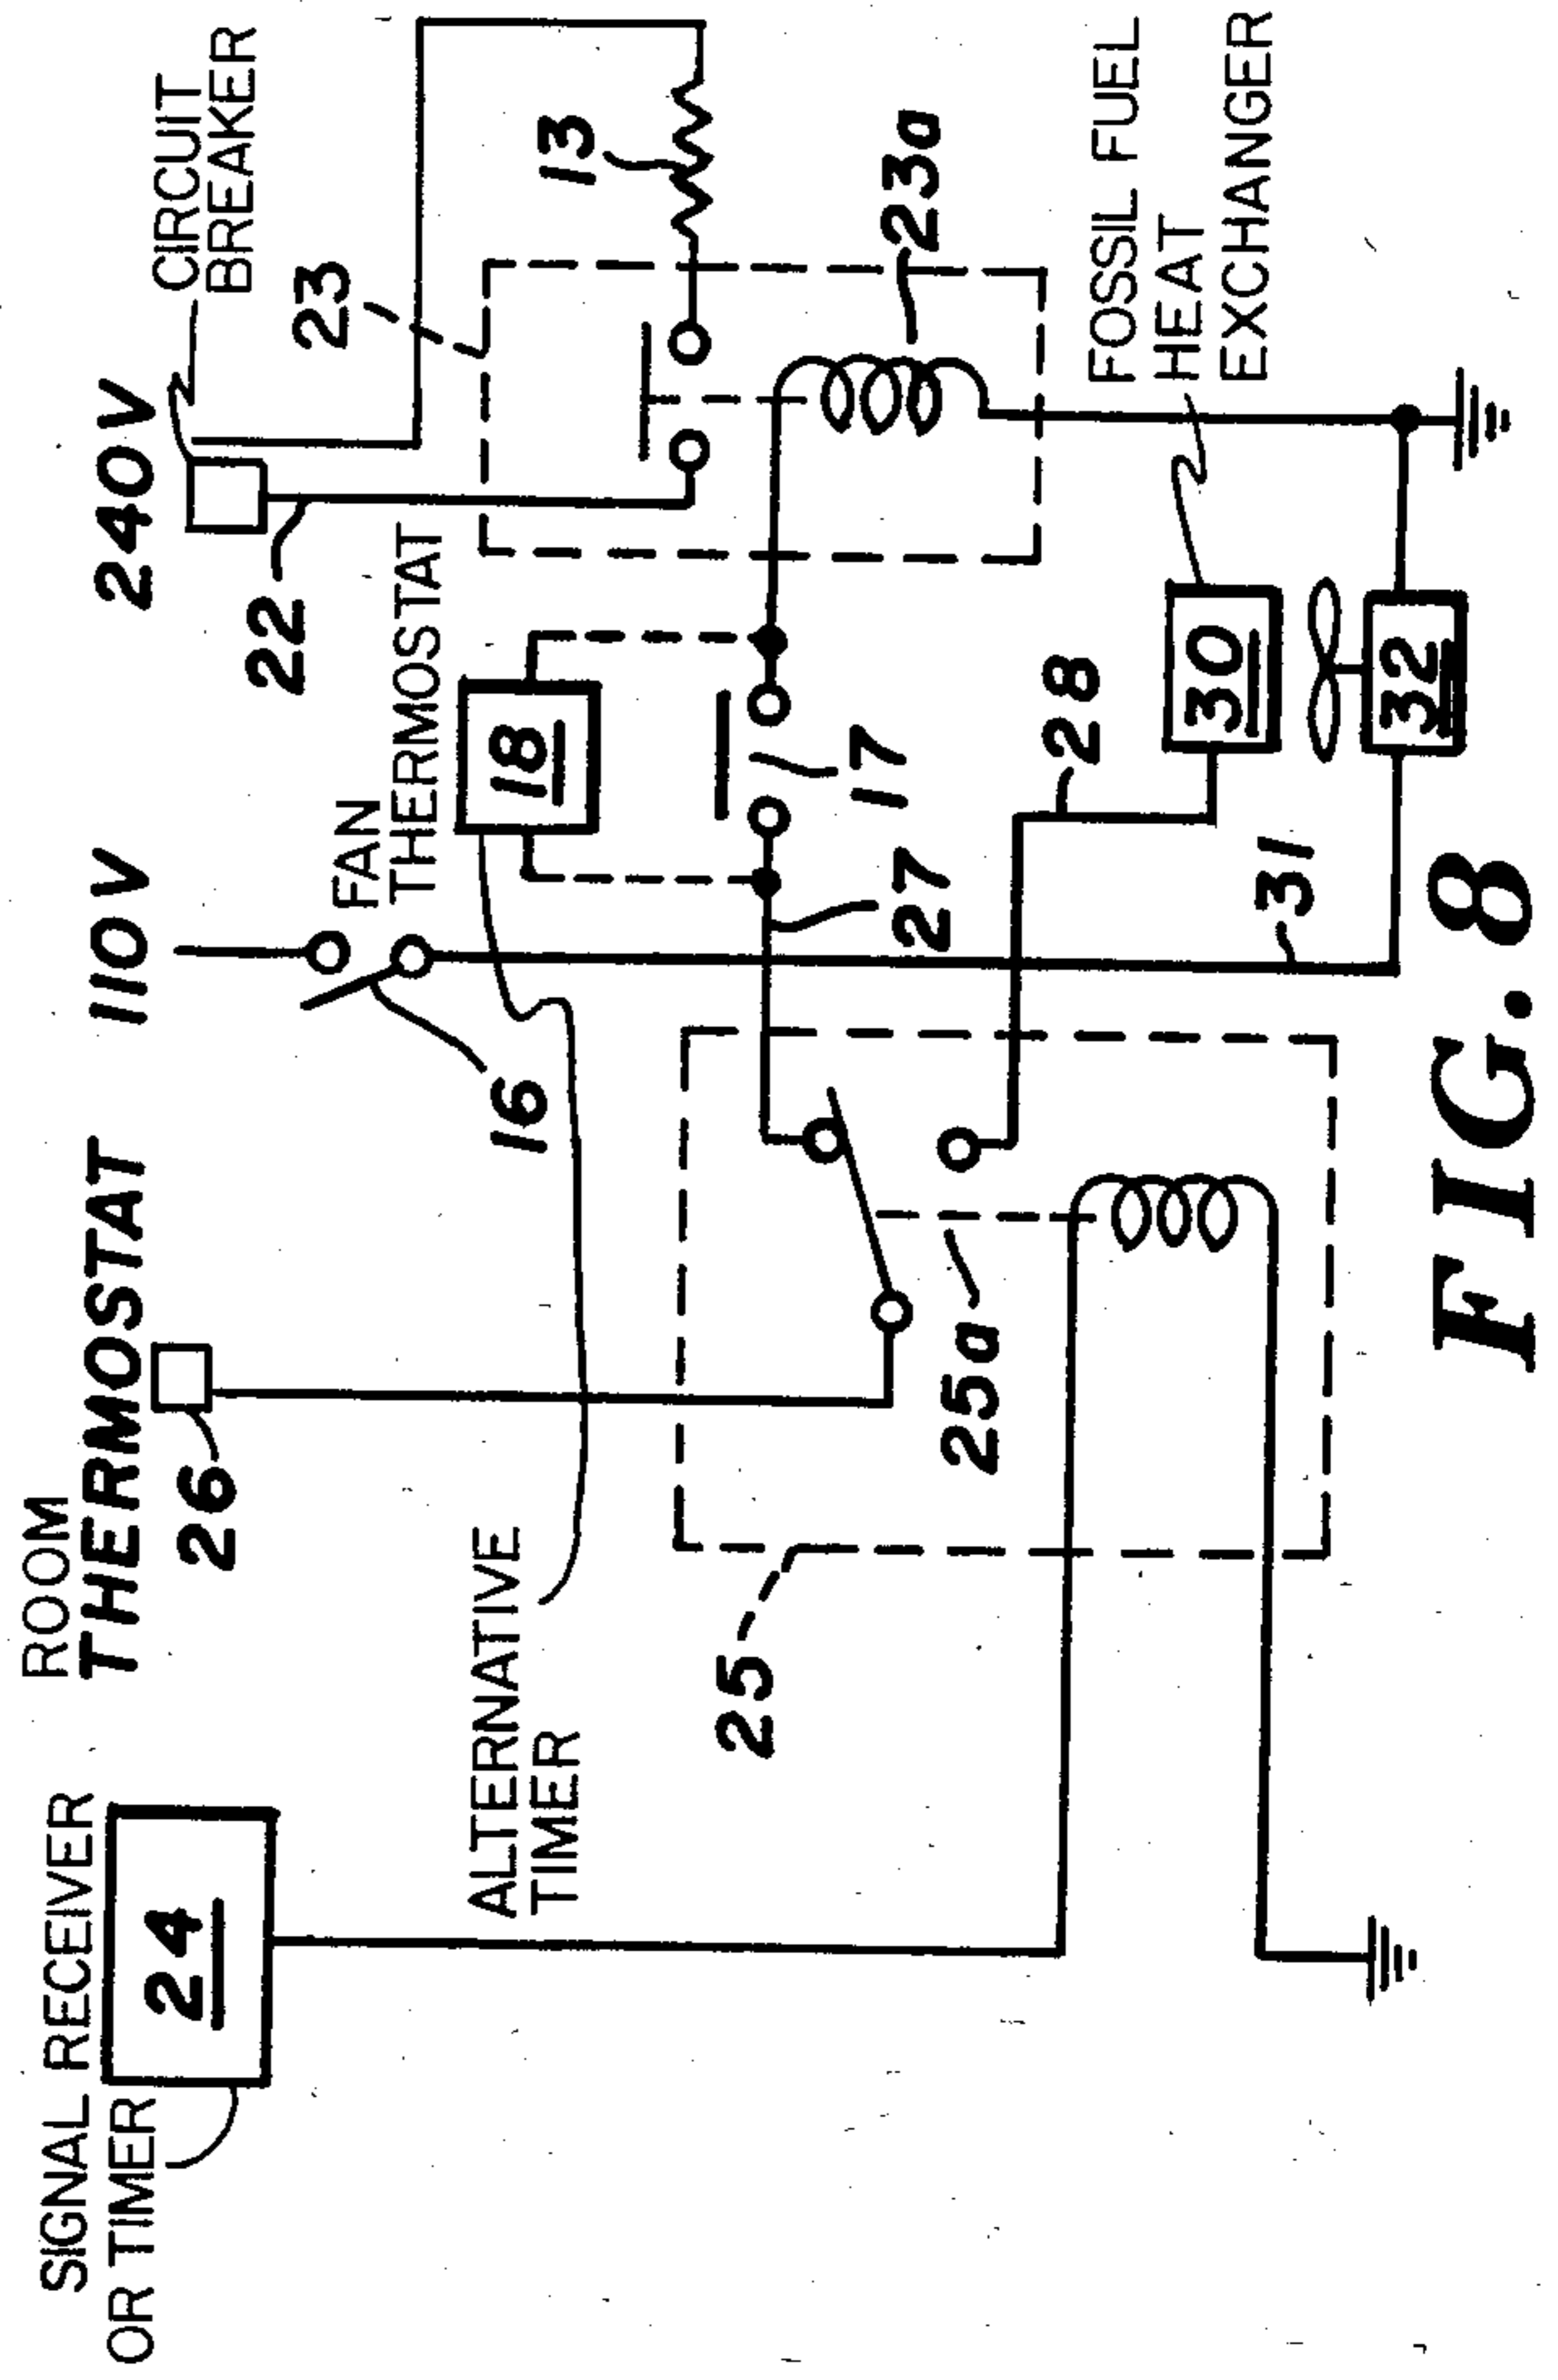 SIGNAL RECEIVER
OR TIMER
24
ROOM
THERMOSTAT
26
110V
FAN
THERMOSTAT
16
240V
CIRCUIT
BREAKER
22
23
13
18
ALTERNATIVE
TIMER
17
27
23a
25
25a
28
FOSSIL FUEL
HEAT
EXCHANGER
30
31
32
FIG. 8